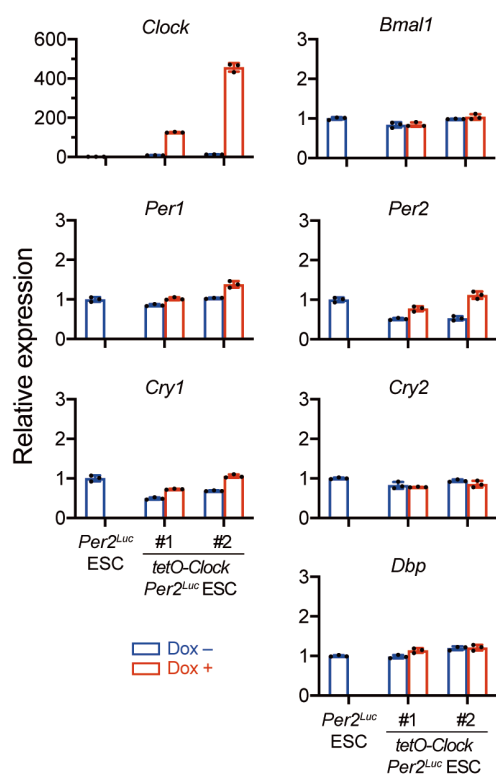 Relative expression
Clock
600
400
200
0
Bmal1
3
2
1
0
Per1
3
2
1
0
Per2
3
2
1
0
Cry1
3
2
1
0
Per2Luc
ESC
#1
#2
tetO-Clock
Per2Luc ESC
Cry2
3
2
1
0
Dbp
3
2
1
0
Per2Luc
ESC
#1
#2
tetO-Clock
Per2Luc ESC
Dox –
Dox +